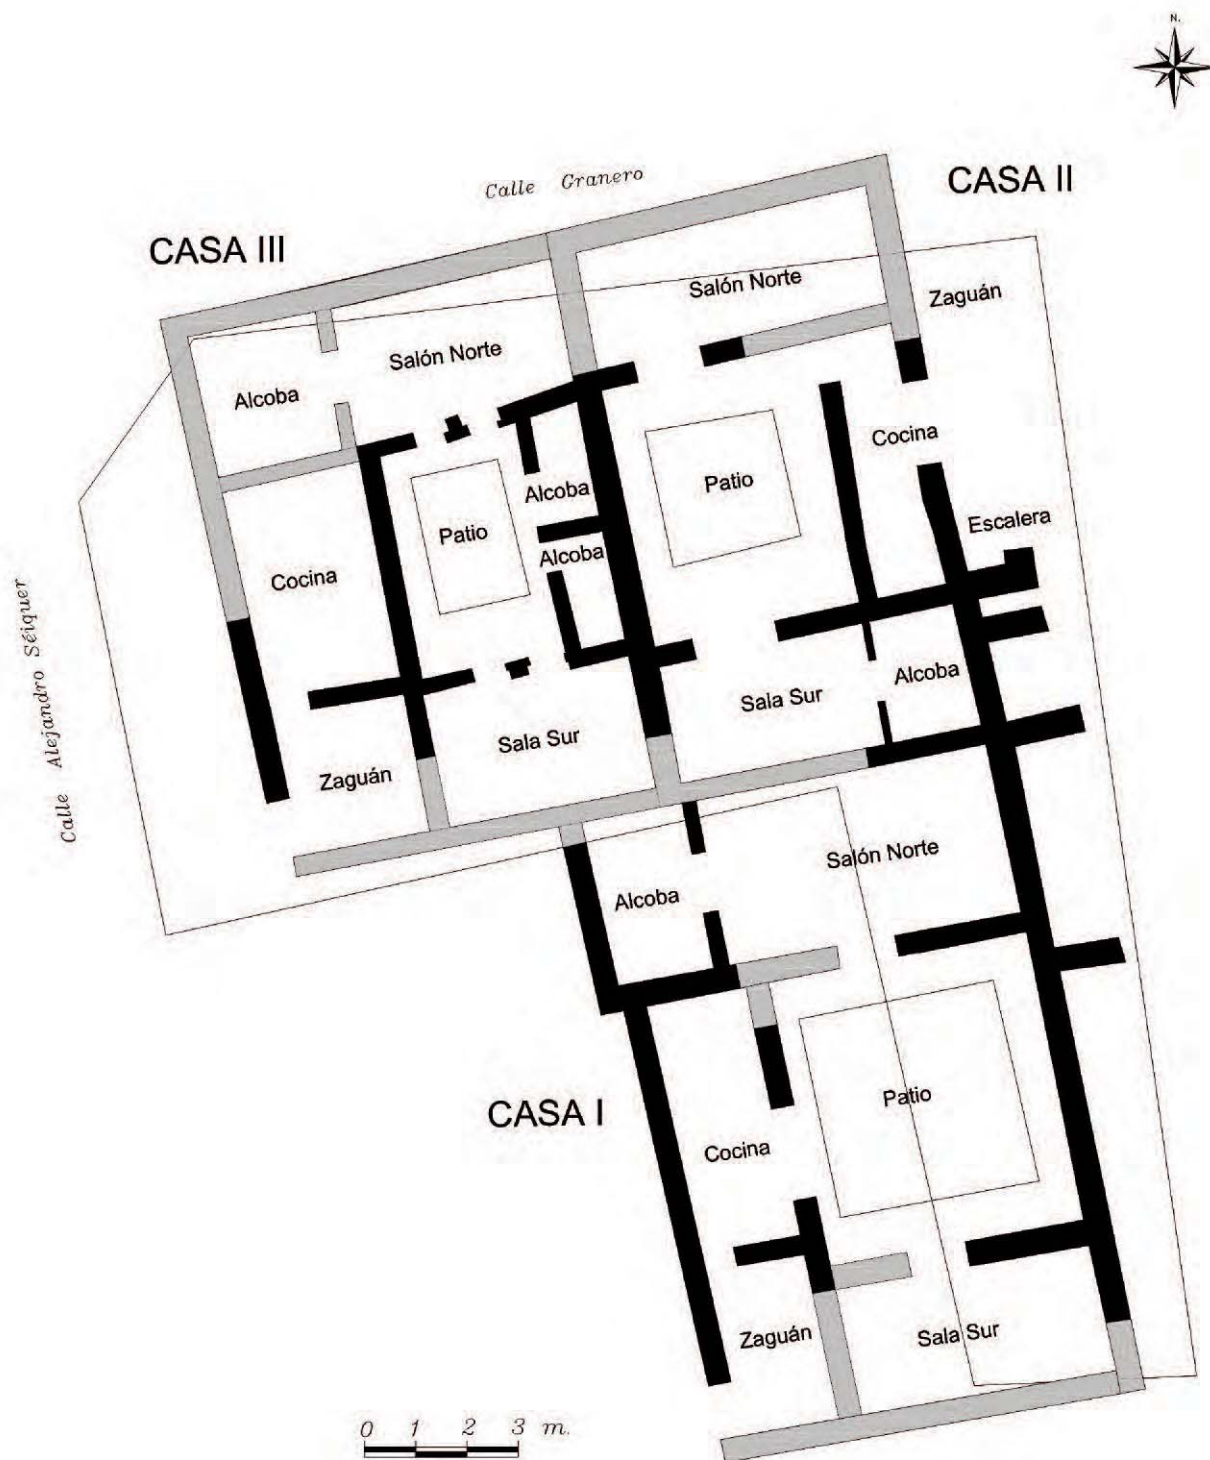 N.
Calle Granero
CASA II
CASA III
Salón Norte
Zaguán
Salón Norte
Alcoba
Cocina
Patio
Alcoba
Patio
Escalera
Alcoba
Cocina
Alcoba
Sala Sur
Sala Sur
Zaguán
Calle Alejandro Séiquer
Salón Norte
Alcoba
Patio
CASA I
Cocina
Zaguán
Sala Sur
0 1 2 3 m.